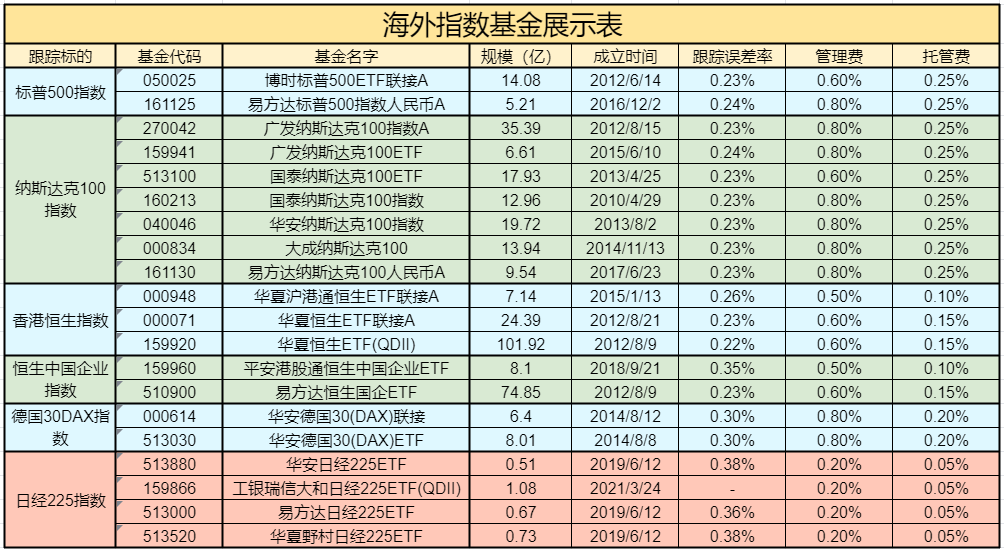 海外指数基金展示表
跟踪标的 基金代码 基金名字 规模（亿） 成立时间 跟踪误差率 管理费 托管费
标普500指数 050025 博时标普500ETF联接A 14.08 2012/6/14 0.23% 0.60% 0.25%
161125 易方达标普500指数人民币A 5.21 2016/12/2 0.24% 0.80% 0.25%
纳斯达克100
指数 270042 广发纳斯达克100指数A 35.39 2012/8/15 0.23% 0.80% 0.25%
159941 广发纳斯达克100ETF 6.61 2015/6/10 0.24% 0.80% 0.25%
513100 国泰纳斯达克100ETF 17.93 2013/4/25 0.23% 0.60% 0.25%
160213 国泰纳斯达克100指数 12.96 2010/4/29 0.23% 0.80% 0.25%
040046 华安纳斯达克100指数 19.72 2013/8/2 0.23% 0.80% 0.25%
000834 大成纳斯达克100 13.94 2014/11/13 0.23% 0.80% 0.25%
161130 易方达纳斯达克100人民币A 9.54 2017/6/23 0.23% 0.80% 0.25%
香港恒生指数 000948 华夏沪港通恒生ETF联接A 7.14 2015/1/13 0.26% 0.50% 0.10%
000071 华夏恒生ETF联接A 24.39 2012/8/21 0.23% 0.60% 0.15%
159920 华夏恒生ETF(QDII) 101.92 2012/8/9 0.22% 0.60% 0.15%
恒生中国企业
指数 159960 平安港股通恒生中国企业ETF 8.1 2018/9/21 0.35% 0.50% 0.10%
510900 易方达恒生国企ETF 74.85 2012/8/9 0.23% 0.60% 0.15%
德国30DAX指
数 000614 华安德国30(DAX)联接 6.4 2014/8/12 0.30% 0.80% 0.20%
513030 华安德国30(DAX)ETF 8.01 2014/8/8 0.30% 0.80% 0.20%
日经225指数 513880 华安日经225ETF 0.51 2019/6/12 0.38% 0.20% 0.05%
159866 工银瑞信大和日经225ETF(QDII) 1.08 2021/3/24 - 0.20% 0.05%
513000 易方达日经225ETF 0.67 2019/6/12 0.36% 0.20% 0.05%
513520 华夏野村日经225ETF 0.73 2019/6/12 0.38% 0.20% 0.05%